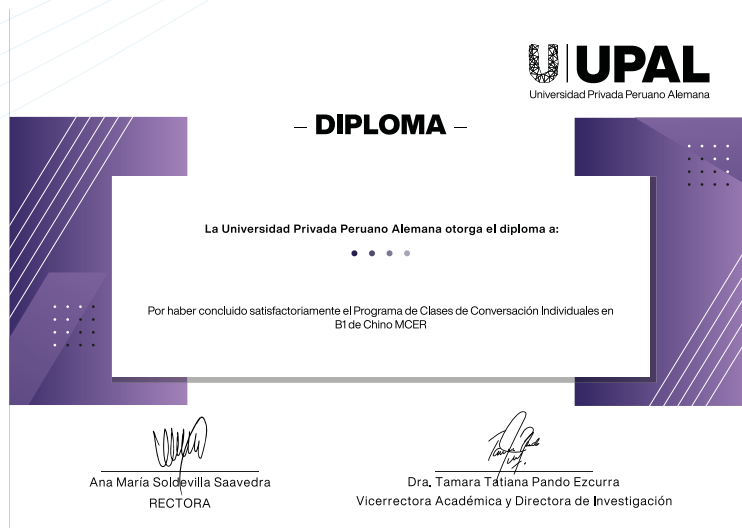 UPAL
Universidad Privada Peruano Alemana
– DIPLOMA –
La Universidad Privada Peruano Alemana otorga el diploma a:
Por haber concluido satisfactoriamente el Programa de Clases de Conversación Individuales en
B1 de Chino MCER
Ana María Soldevilla Saavedra
RECTORA
Dra. Tamara Tatiana Pando Ezcurra
Vicerrectora Académica y Directora de Investigación